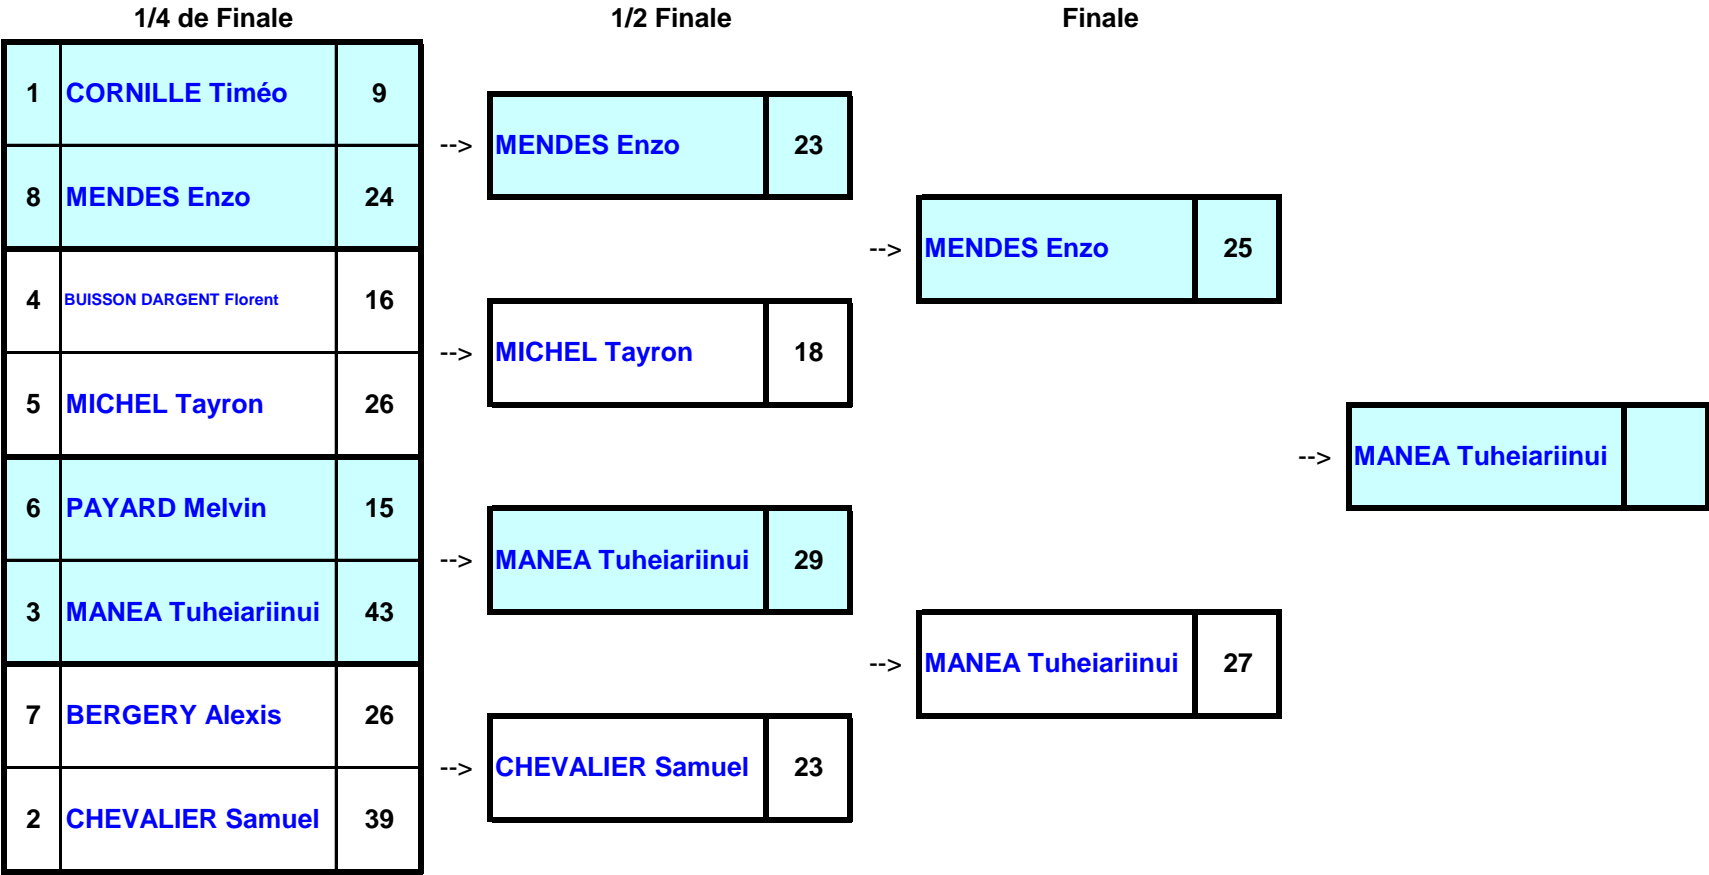 1/4 de Finale 1/2 Finale Finale
1 CORNILLE Timéo 9
--> MENDES Enzo 23
8 MENDES Enzo 24
--> MENDES Enzo 25
4 BUISSON DARGENT Florent 16
--> MICHEL Tayron 18
5 MICHEL Tayron 26
--> MANEA Tuheiariinui
6 PAYARD Melvin 15
--> MANEA Tuheiariinui 29
3 MANEA Tuheiariinui 43
--> MANEA Tuheiariinui 27
7 BERGERY Alexis 26
--> CHEVALIER Samuel 23
2 CHEVALIER Samuel 39